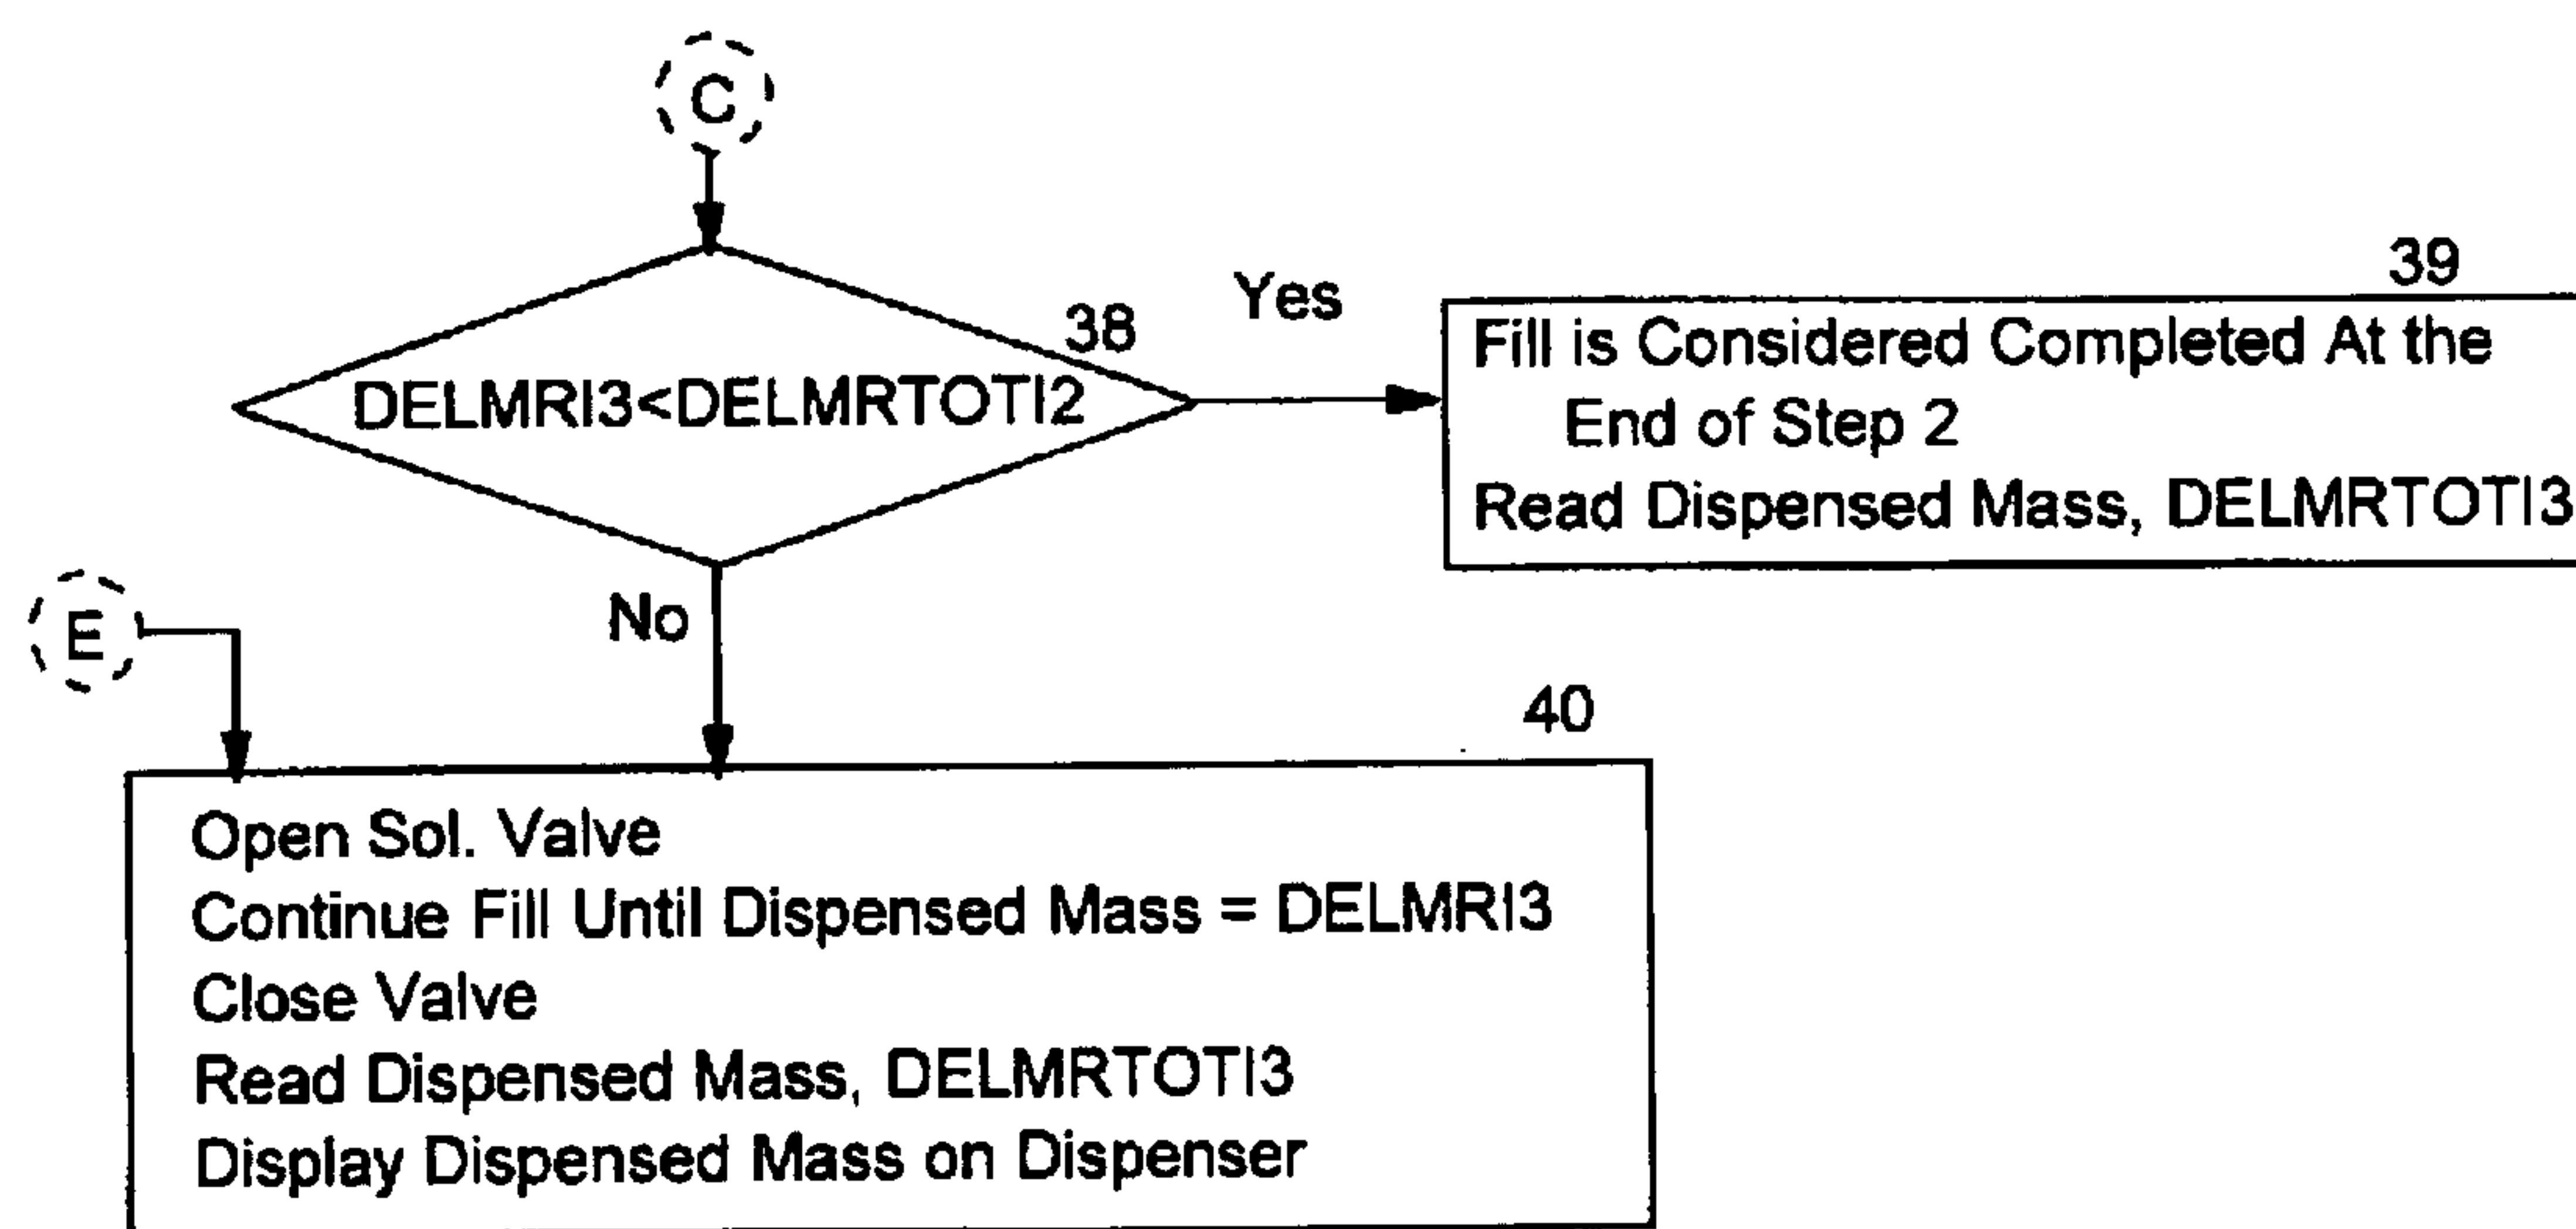 C
38
DELMRI3<DELMRTOTI2
Yes
39
Fill is Considered Completed At the
End of Step 2
Read Dispensed Mass, DELMRTOTI3
E
No
40
Open Sol. Valve
Continue Fill Until Dispensed Mass = DELMRI3
Close Valve
Read Dispensed Mass, DELMRTOTI3
Display Dispensed Mass on Dispenser